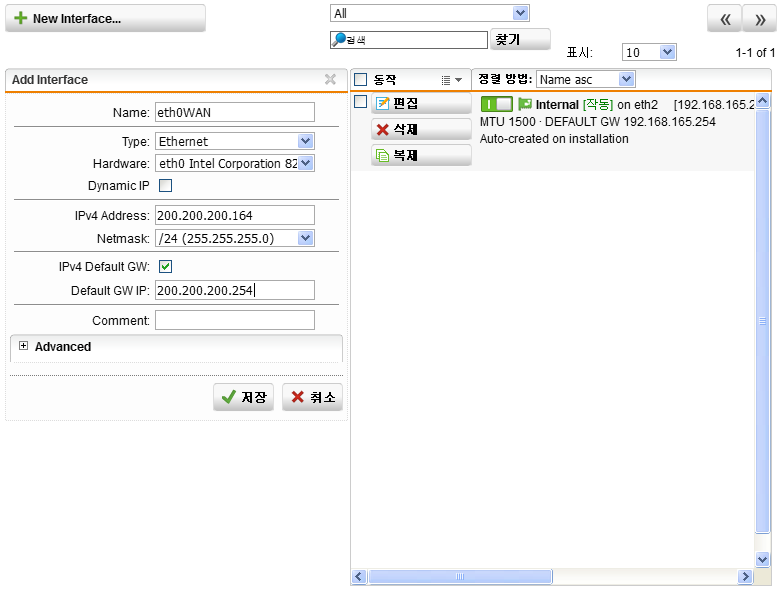 New Interface...
All
검색
찾기
표시:
10
« »
1-1 of 1
Add Interface
Name: eth0WAN
Type: Ethernet
Hardware: eth0 Intel Corporation 82
Dynamic IP
IPv4 Address: 200.200.200.164
Netmask: /24 (255.255.255.0)
IPv4 Default GW:
Default GW IP: 200.200.200.254
Comment:
Advanced
저장
취소
동작
정렬 방법: Name asc
편집
삭제
복제
Internal [작동] on eth2 [192.168.165.2
MTU 1500 · DEFAULT GW 192.168.165.254
Auto-created on installation